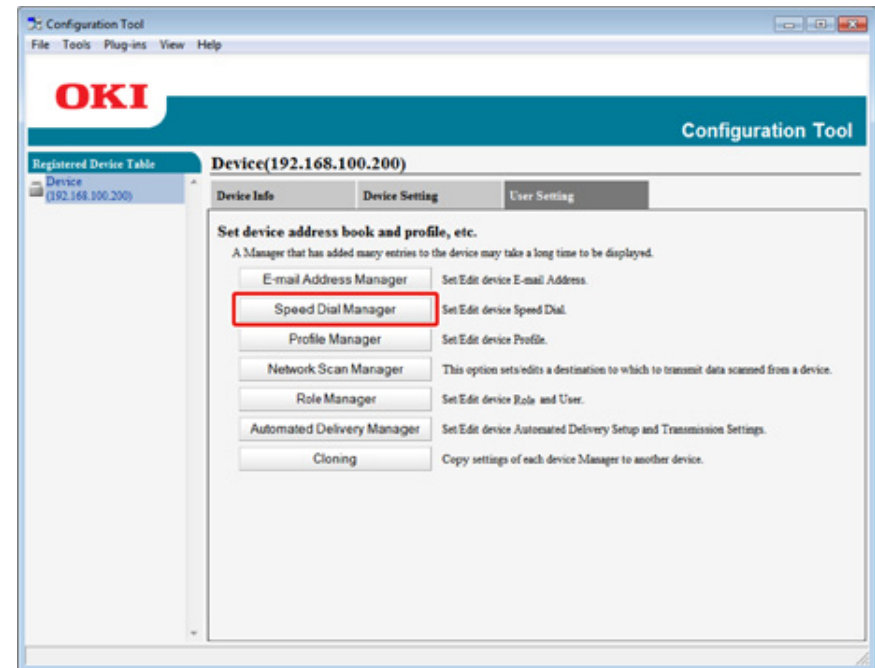 Configuration Tool
File Tools Plug-ins View Help
OKI
Configuration Tool
Registered Device Table
Device
(192.168.100.200)
Device(192.168.100.200)
Device Info Device Setting User Setting
Set device address book and profile, etc.
A Manager that has added many entries to the device may take a long time to be displayed.
E-mail Address Manager Set/Edit device E-mail Address.
Speed Dial Manager Set/Edit device Speed Dial.
Profile Manager Set/Edit device Profile.
Network Scan Manager This option sets/edits a destination to which to transmit data scanned from a device.
Role Manager Set/Edit device Role and User.
Automated Delivery Manager Set/Edit device Automated Delivery Setup and Transmission Settings.
Cloning Copy settings of each device Manager to another device.